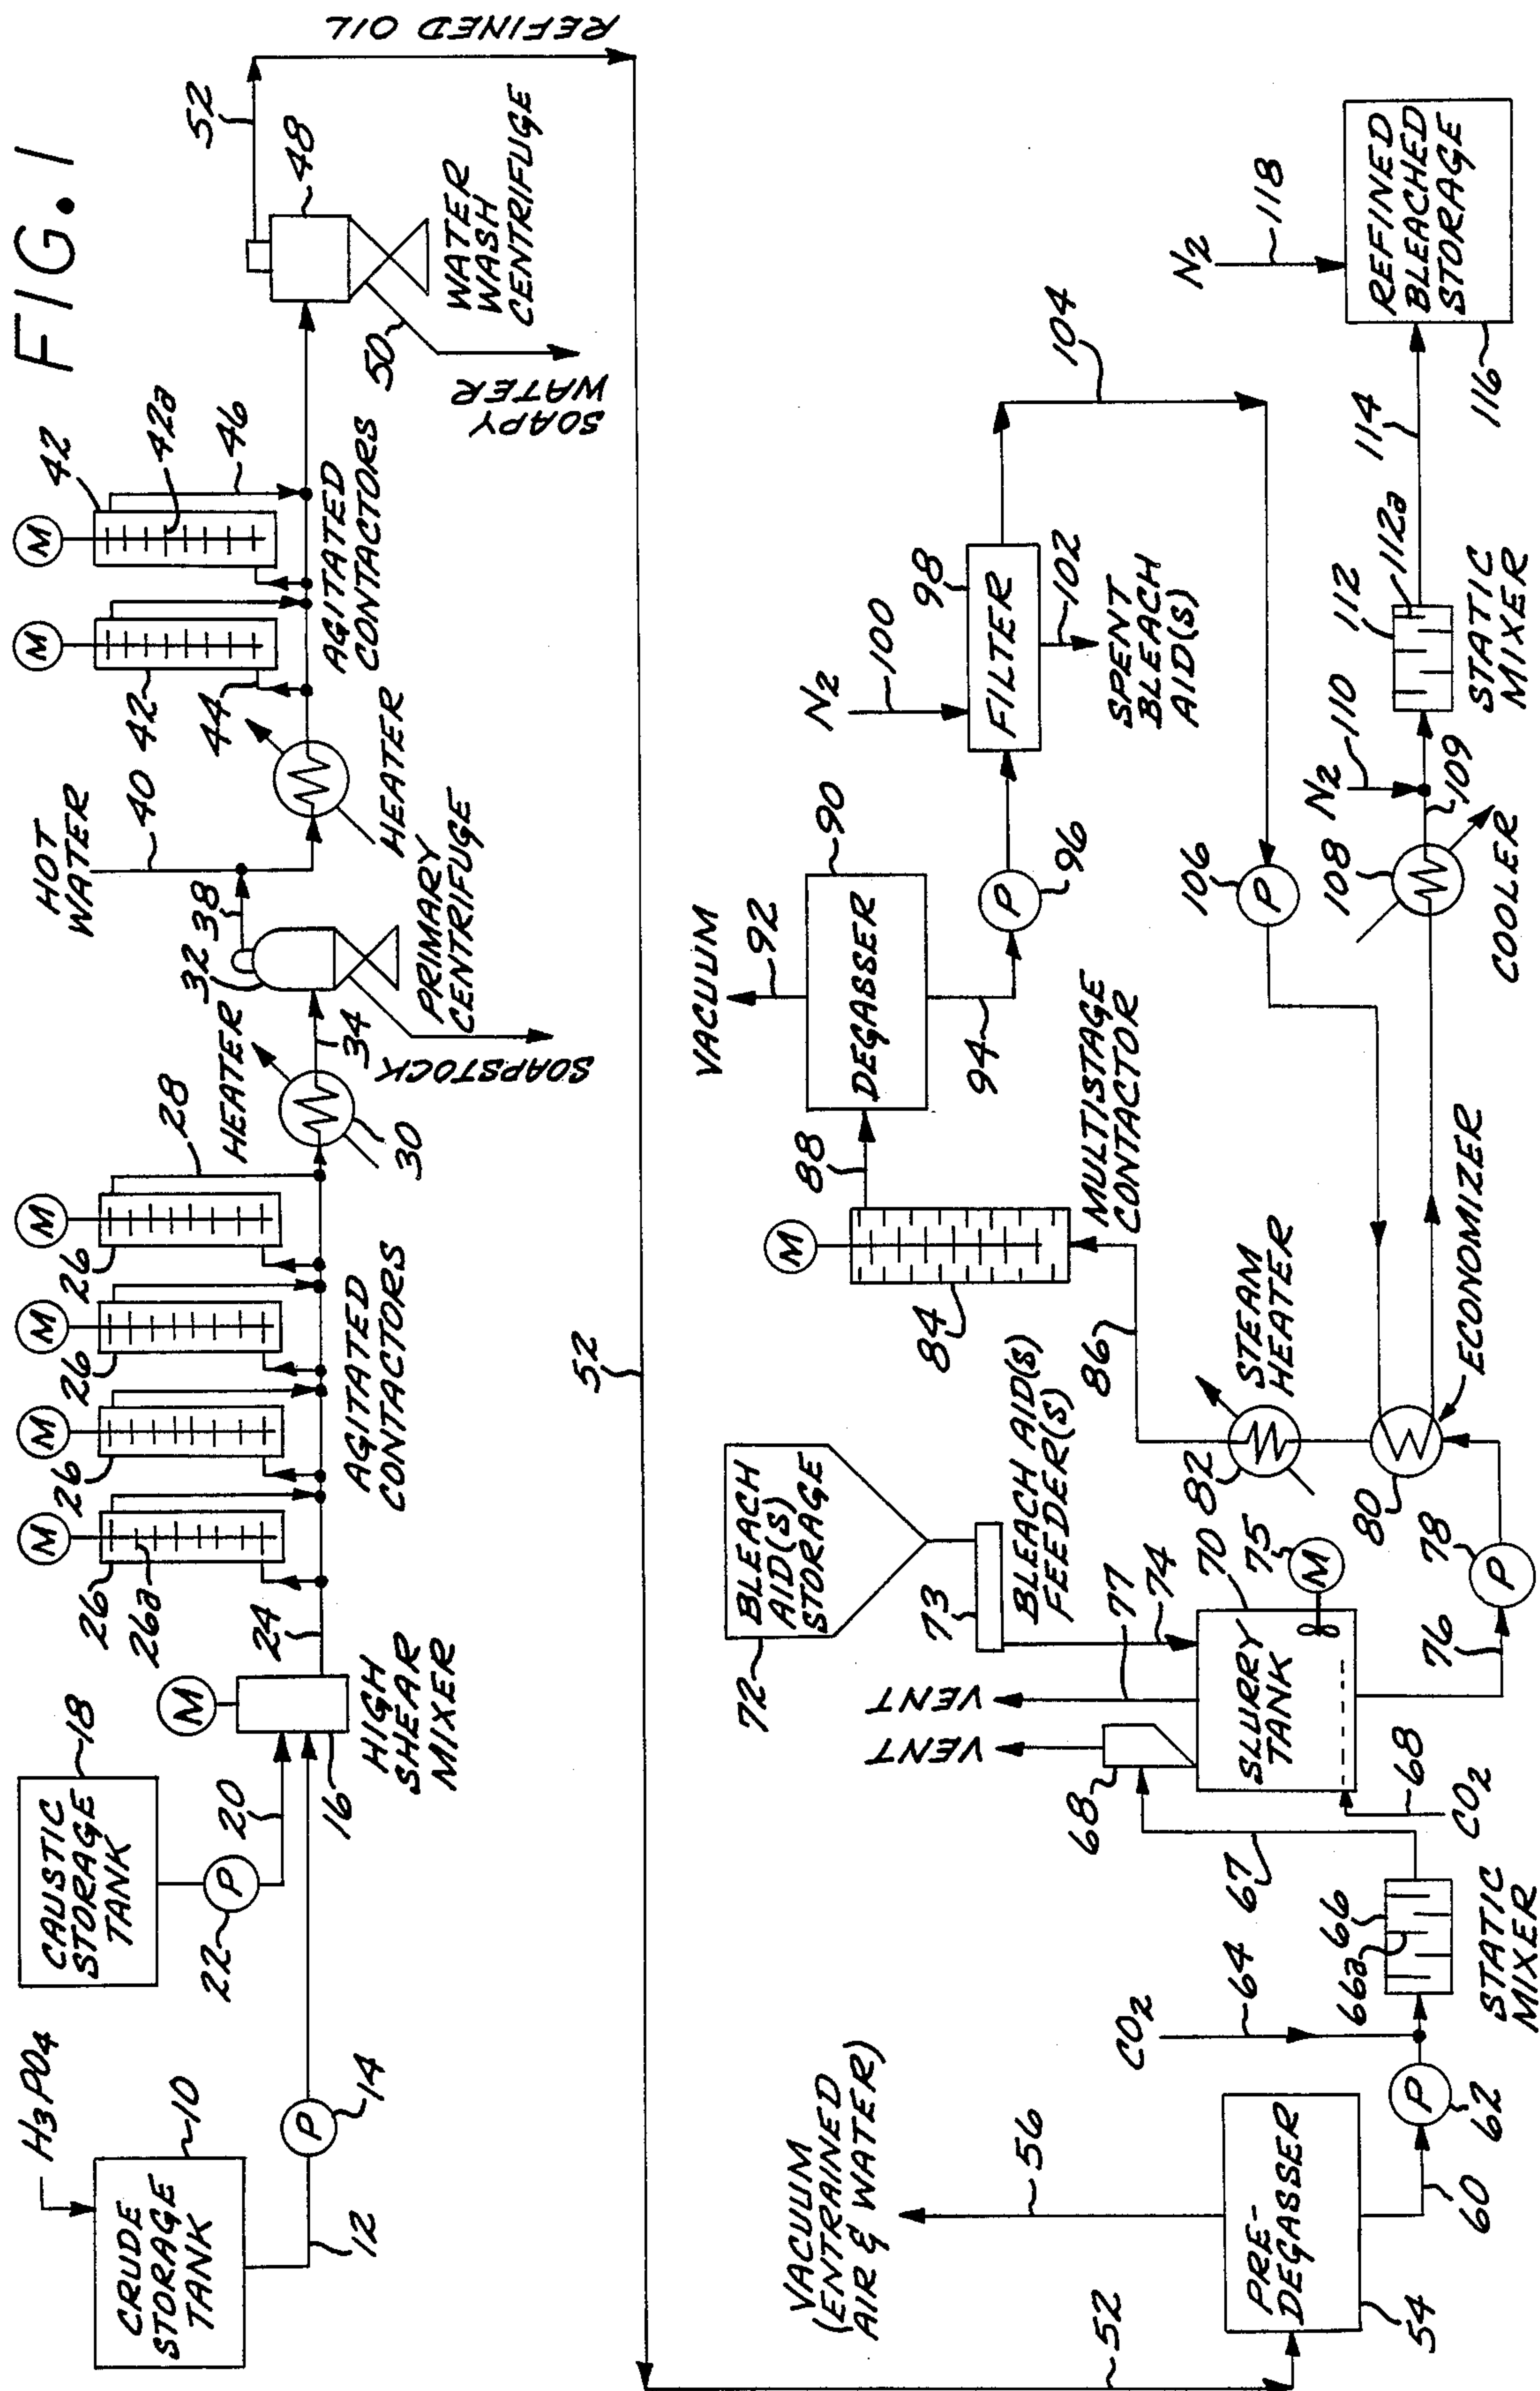 FIG. 1
H3PO4
10
CRUDE
STORAGE
TANK
12
P
14
CAUSTIC
STORAGE
TANK
18
P
22
20
M
16
HIGH
SHEAR
MIXER
24
M
26
26a
M
26
M
26
M
26
28
AGITATED
CONTACTORS
HEATER
30
34
32
38
PRIMARY
CENTRIFUGE
SOAPSTOCK
HOT
WATER
40
HEATER
M
42
44
M
42
42a
46
AGITATED
CONTACTORS
48
50
SOAPY
WATER
WATER
WASH
CENTRIFUGE
52
REFINED OIL
52
52
VACUUM
(ENTRAINED
AIR & WATER)
56
PRE-
DEGASSER
54
60
P
62
CO2
64
66a
66
STATIC
MIXER
67
68
VENT
VENT
77
CO2
68
SLURRY
TANK
70
M
75
72
BLEACH
AID(S)
STORAGE
73
BLEACH AID(S)
FEEDER(S)
74
76
P
78
80
ECONOMIZER
82
STEAM
HEATER
86
M
84
MULTISTAGE
CONTACTOR
88
VACUUM
92
DEGASSER
90
94
P
96
N2
100
FILTER
98
102
SPENT
BLEACH
AID(S)
104
106
P
108
COOLER
109
N2
110
112
112a
STATIC
MIXER
114
N2
118
REFINED
BLEACHED
STORAGE
116